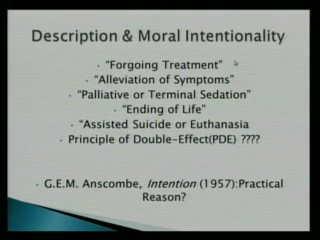 Description & Moral Intentionality
• "Forgoing Treatment"
• "Alleviation of Symptoms"
• "Palliative or Terminal Sedation"
• "Ending of Life"
• "Assisted Suicide or Euthanasia
• Principle of Double-Effect(PDE) ????
• G.E.M. Anscombe, Intention (1957):Practical
Reason?